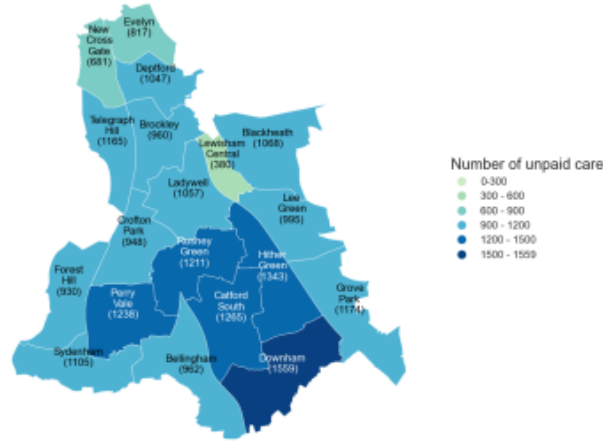 Evelyn
(817)
New
Cross
Gate
(681)
Deptford
(1047)
Telegraph
Hill
(1165)
Brockley
(960)
Lewisham
Central
(380)
Blackheath
(1068)
Ladywell
(1057)
Lee
Green
(995)
Crofton
Park
(948)
Rushey
Green
(1211)
Hither
Green
(1343)
Forest
Hill
(930)
Perry
Vale
(1238)
Catford
South
(1265)
Grove
Park
(1174)
Sydenham
(1105)
Bellingham
(962)
Downham
(1559)
Number of unpaid care
0-300
300 - 600
600 - 900
900 - 1200
1200 - 1500
1500 - 1559